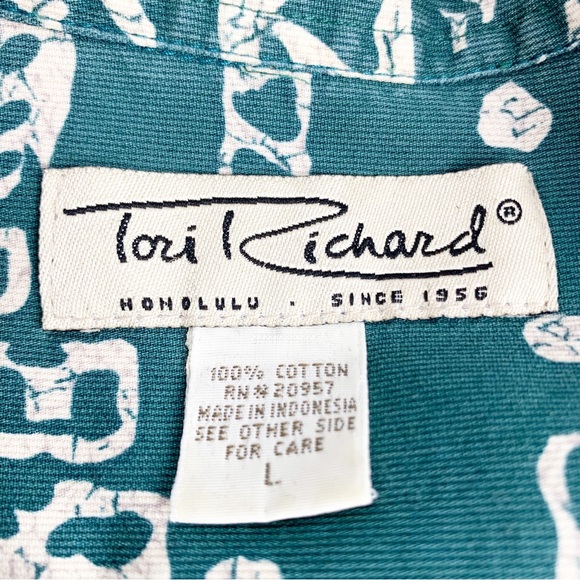 Tori Richard®
HONOLULU . SINCE 1956
100% COTTON
RN# 20957
MADE IN INDONESIA
SEE OTHER SIDE
FOR CARE
L